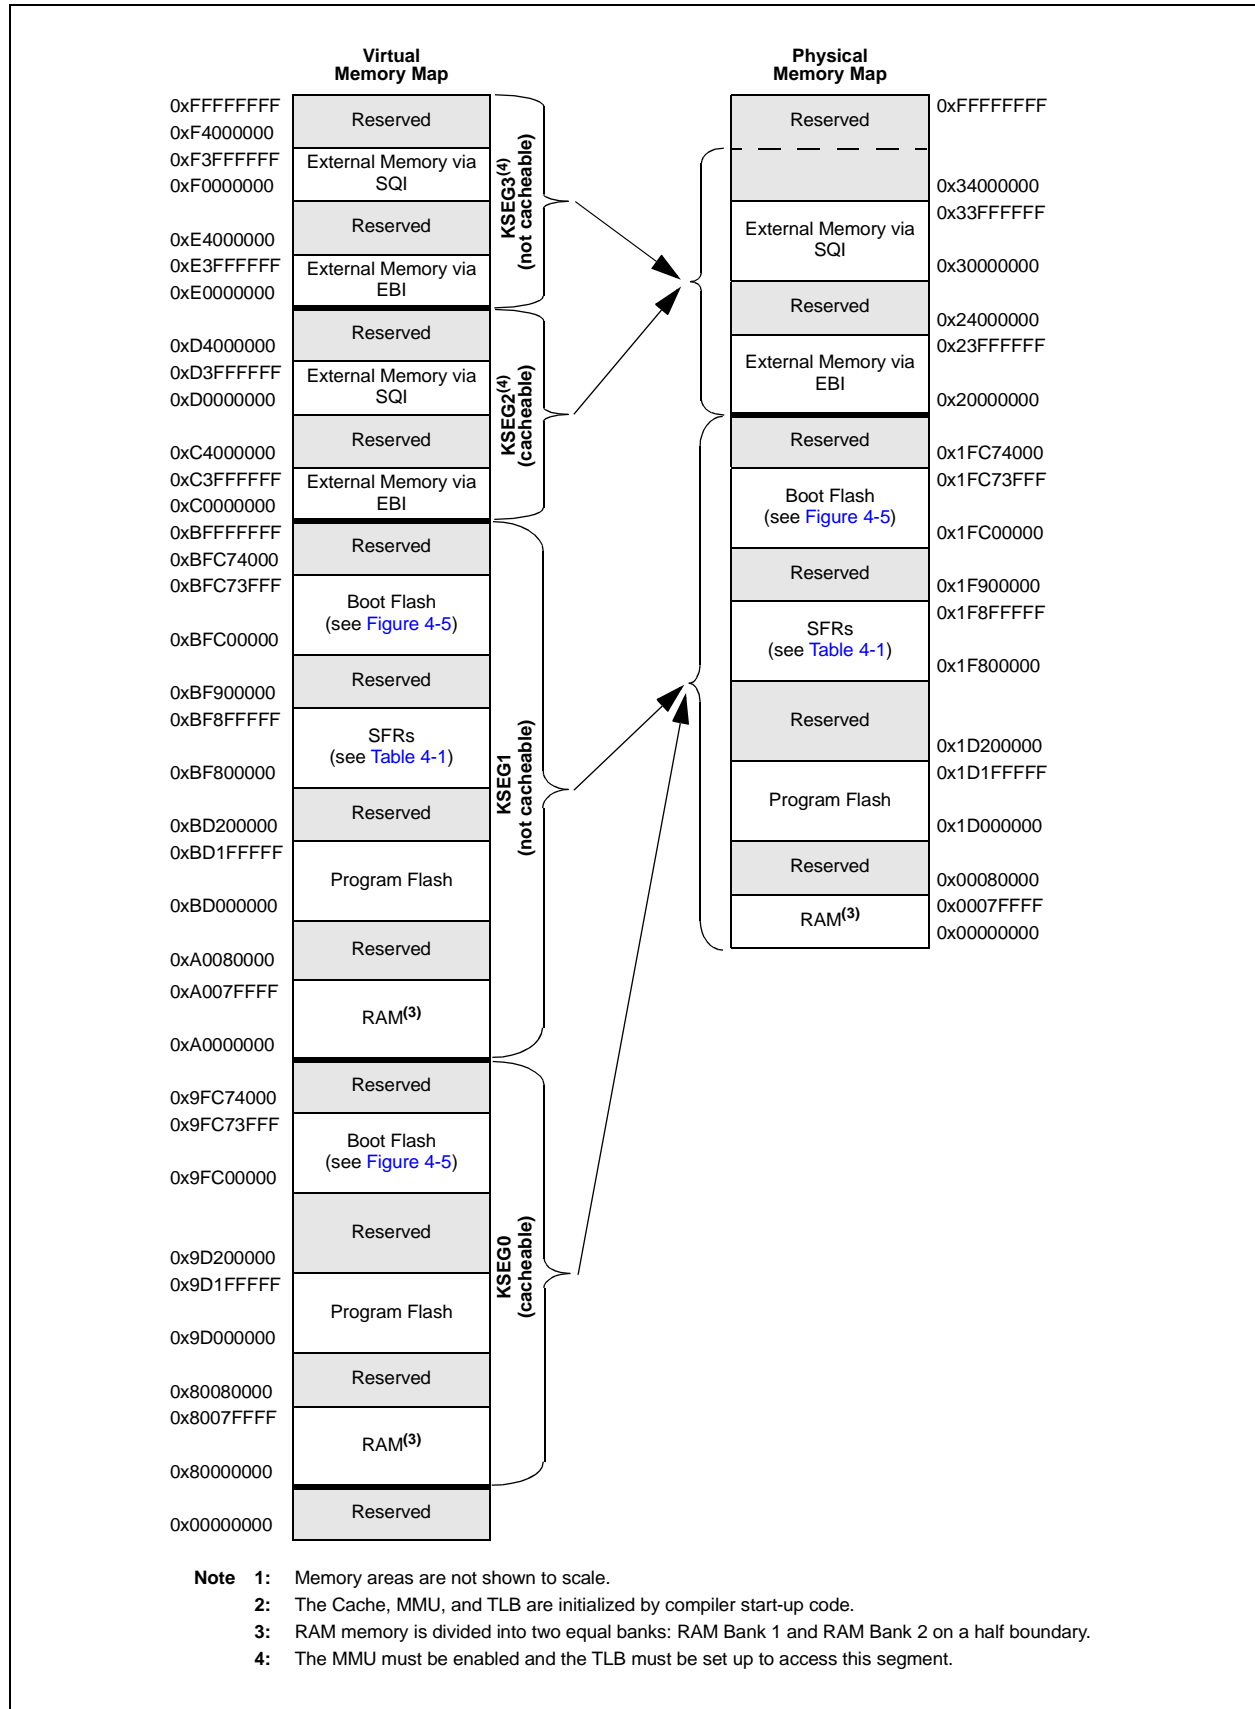 Virtual
Memory Map
0xFFFFFFFF
Reserved
0xF4000000
0xF3FFFFFF
External Memory via
SQI
0xF0000000
Reserved
0xE4000000
0xE3FFFFFF
External Memory via
EBI
0xE0000000
KSEG3(4)
(not cacheable)
Reserved
0xD4000000
0xD3FFFFFF
External Memory via
SQI
0xD0000000
Reserved
0xC4000000
0xC3FFFFFF
External Memory via
EBI
0xC0000000
KSEG2(4)
(cacheable)
0xBFFFFFFF
Reserved
0xBFC74000
0xBFC73FFF
Boot Flash
(see Figure 4-5)
0xBFC00000
Reserved
0xBF900000
0xBF8FFFFF
SFRs
(see Table 4-1)
0xBF800000
Reserved
0xBD200000
0xBD1FFFFF
Program Flash
0xBD000000
Reserved
0xA0080000
0xA007FFFF
RAM(3)
0xA0000000
KSEG1
(not cacheable)
Reserved
0x9FC74000
0x9FC73FFF
Boot Flash
(see Figure 4-5)
0x9FC00000
Reserved
0x9D200000
0x9D1FFFFF
Program Flash
0x9D000000
Reserved
0x80080000
0x8007FFFF
RAM(3)
0x80000000
KSEG0
(cacheable)
Reserved
0x00000000
Physical
Memory Map
0xFFFFFFFF
Reserved
0x34000000
0x33FFFFFF
External Memory via
SQI
0x30000000
Reserved
0x24000000
0x23FFFFFF
External Memory via
EBI
0x20000000
Reserved
0x1FC74000
0x1FC73FFF
Boot Flash
(see Figure 4-5)
0x1FC00000
Reserved
0x1F900000
0x1F8FFFFF
SFRs
(see Table 4-1)
0x1F800000
Reserved
0x1D200000
0x1D1FFFFF
Program Flash
0x1D000000
Reserved
0x00080000
0x0007FFFF
RAM(3)
0x00000000
Note 1: Memory areas are not shown to scale.
2: The Cache, MMU, and TLB are initialized by compiler start-up code.
3: RAM memory is divided into two equal banks: RAM Bank 1 and RAM Bank 2 on a half boundary.
4: The MMU must be enabled and the TLB must be set up to access this segment.